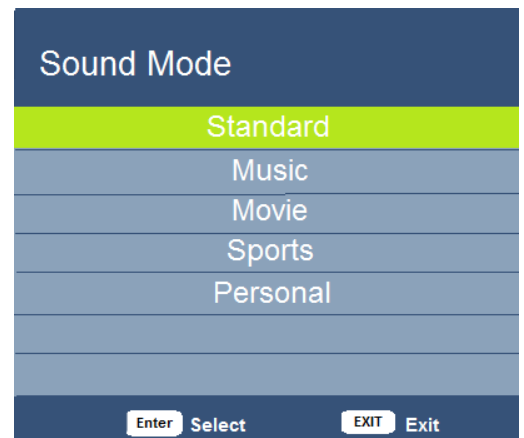 Sound Mode
Standard
Music
Movie
Sports
Personal
Enter Select EXIT Exit